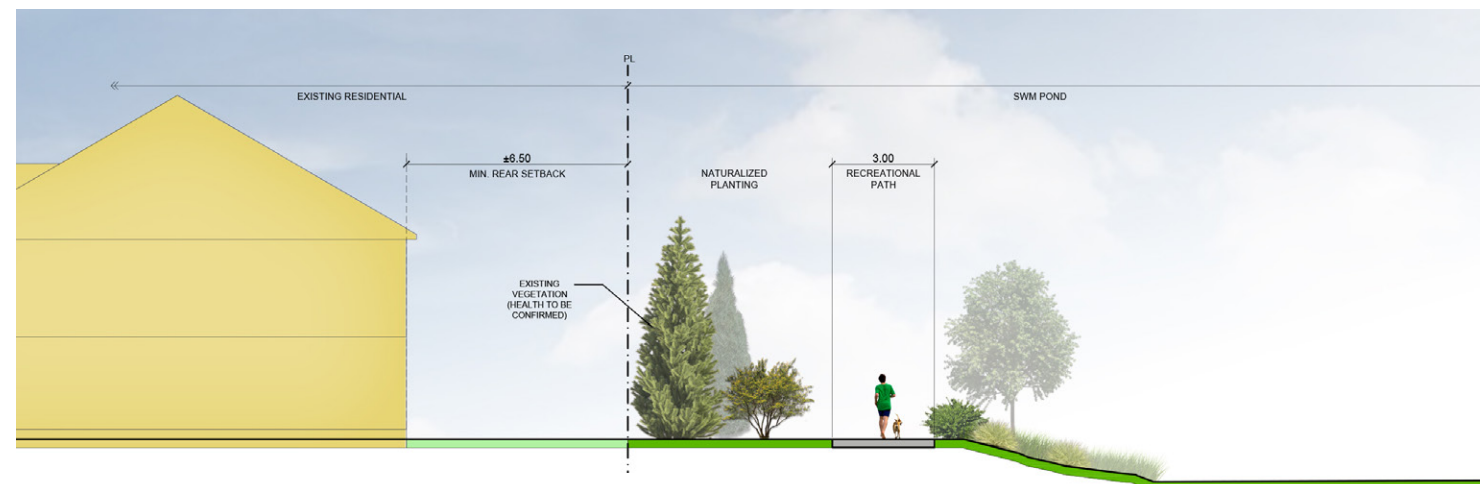 PL
EXISTING RESIDENTIAL
SWM POND
±6.50
MIN. REAR SETBACK
NATURALIZED
PLANTING
3.00
RECREATIONAL
PATH
EXISTING
VEGETATION
(HEALTH TO BE
CONFIRMED)